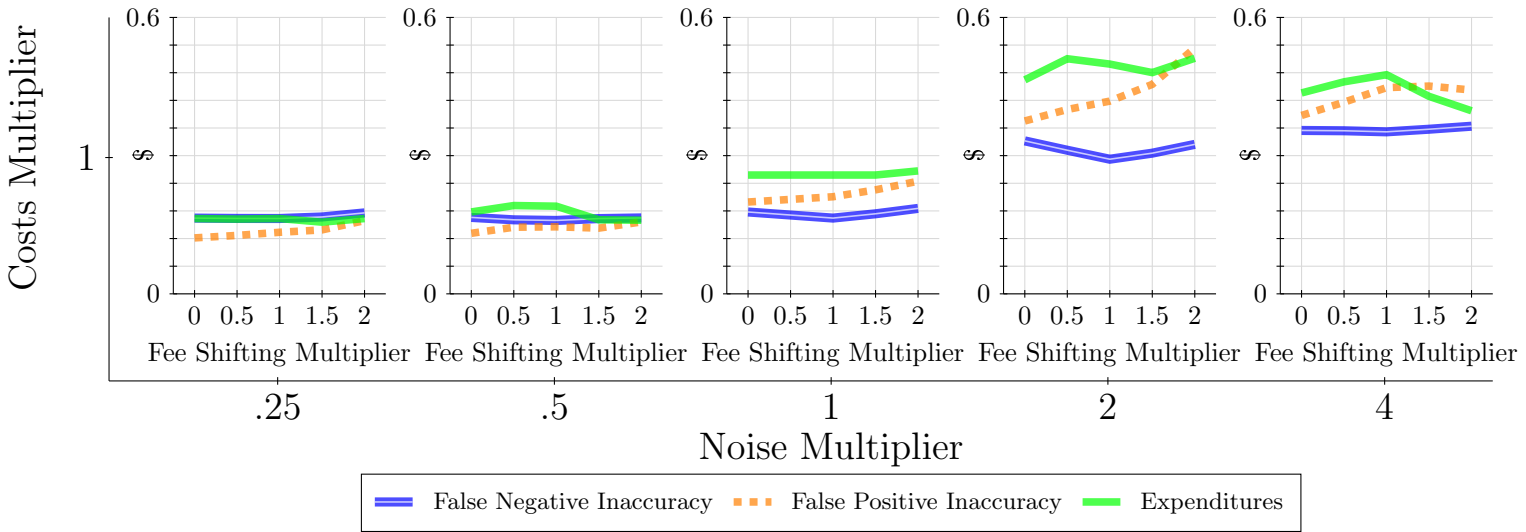 Costs Multiplier
1
0.6 0.6 0.6 0.6 0.6
$ $ $ $ $
0 0 0 0 0
0 0.5 1 1.5 2 0 0.5 1 1.5 2 0 0.5 1 1.5 2 0 0.5 1 1.5 2 0 0.5 1 1.5 2
Fee Shifting Multiplier Fee Shifting Multiplier Fee Shifting Multiplier Fee Shifting Multiplier Fee Shifting Multiplier
.25 .5 1 2 4
Noise Multiplier
False Negative Inaccuracy False Positive Inaccuracy Expenditures